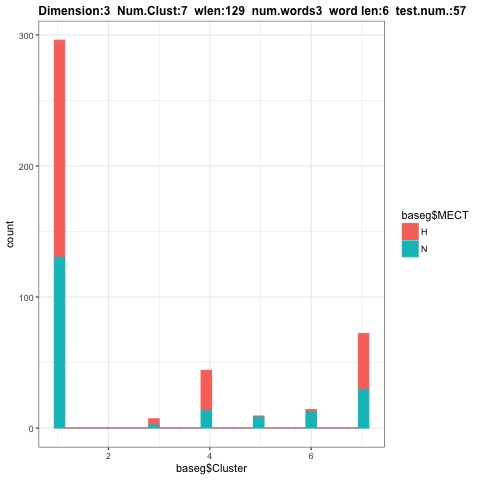 Dimension:3 Num.Clust:7 wlen:129 num.words3 word len:6 test.num.:57
300
200
100
0
count
2 4 6
baseg$Cluster
baseg$MECT
H
N